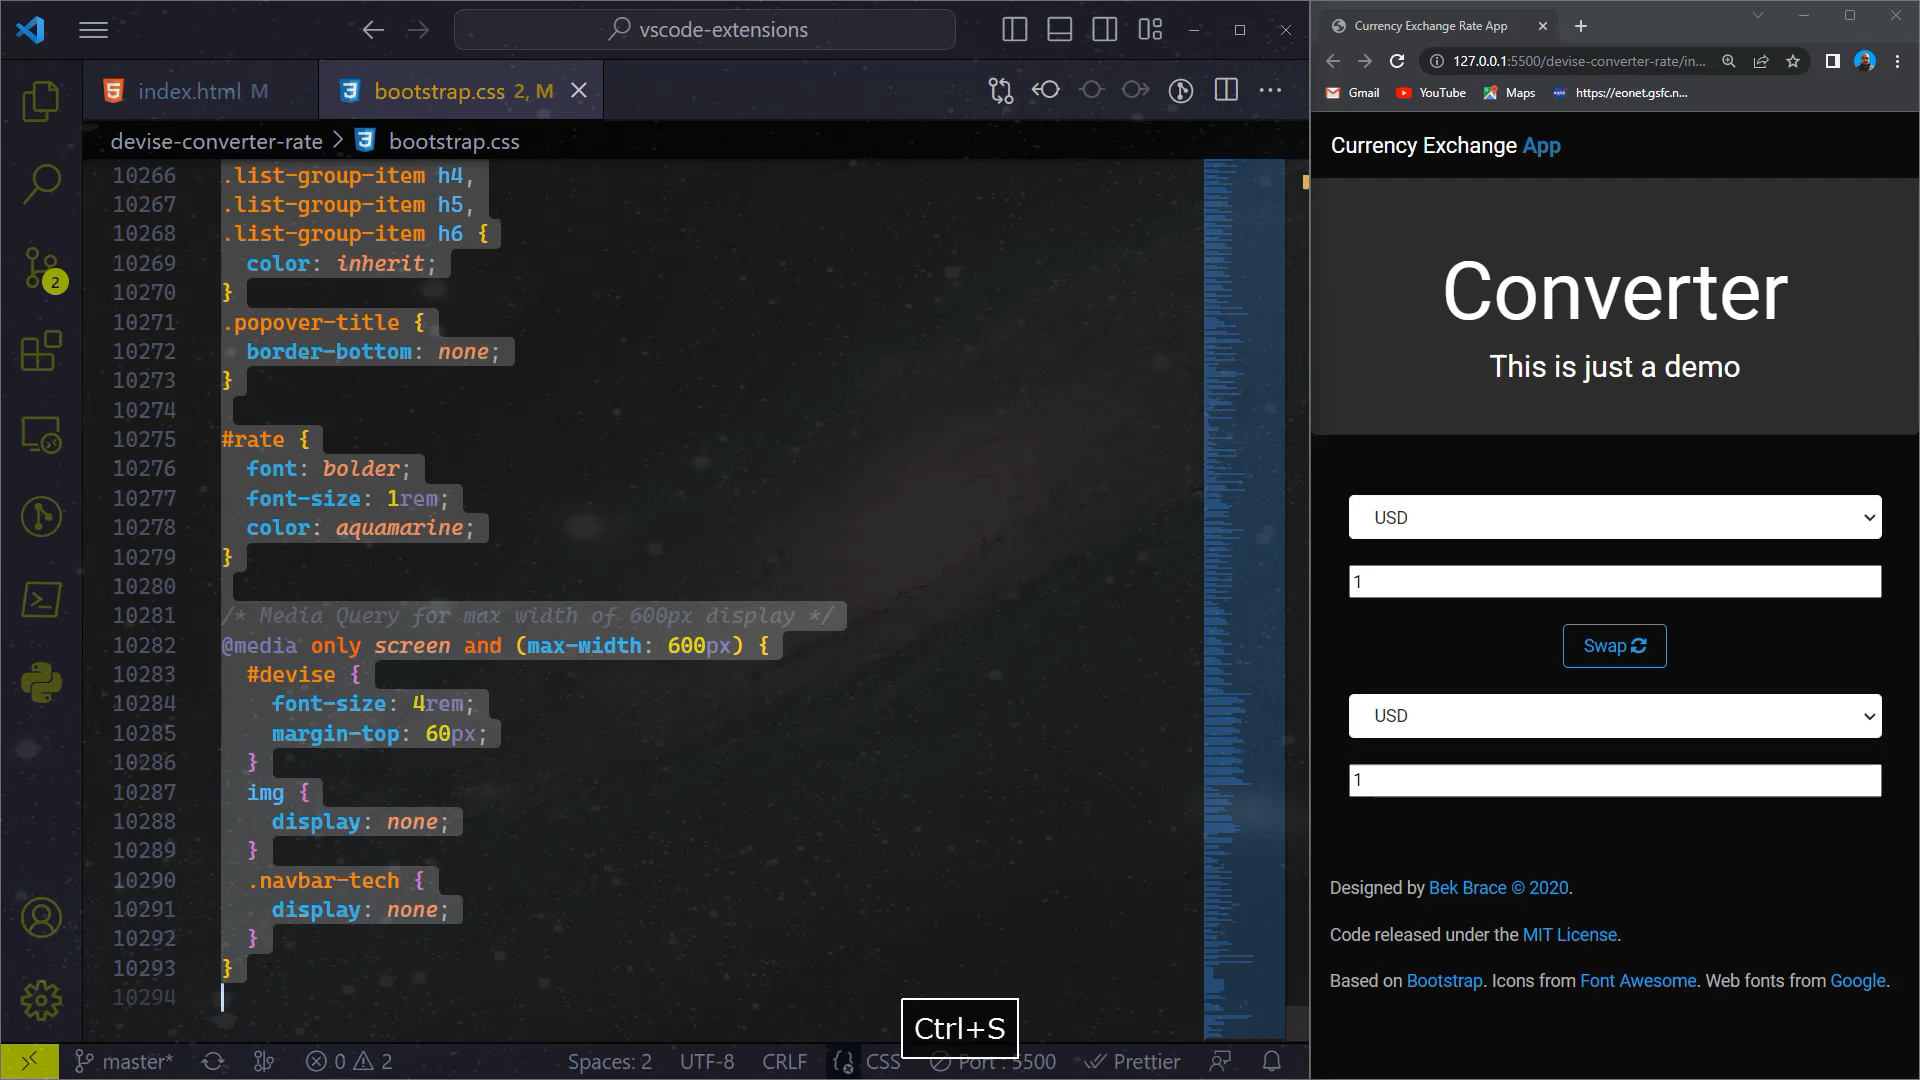 vscode-extensions
index.html M
bootstrap.css 2, M
devise-converter-rate > bootstrap.css
10266 .list-group-item h4,
10267 .list-group-item h5,
10268 .list-group-item h6 {
10269 color: inherit;
10270 }
10271 .popover-title {
10272 border-bottom: none;
10273 }
10274
10275 #rate {
10276 font: bolder;
10277 font-size: 1rem;
10278 color: aquamarine;
10279 }
10280
10281 /* Media Query for max width of 600px display */
10282 @media only screen and (max-width: 600px) {
10283 #devise {
10284 font-size: 4rem;
10285 margin-top: 60px;
10286 }
10287 img {
10288 display: none;
10289 }
10290 .navbar-tech {
10291 display: none;
10292 }
10293 }
10294
2
Ctrl+S
master* 0 2 Spaces: 2 UTF-8 CRLF {} CSS Port : 5500 Prettier
Currency Exchange Rate App
127.0.0.1:5500/devise-converter-rate/in...
Gmail YouTube Maps https://eonet.gsfc.n...
Currency Exchange App
Converter
This is just a demo
USD
1
Swap
USD
1
Designed by Bek Brace © 2020.
Code released under the MIT License.
Based on Bootstrap. Icons from Font Awesome. Web fonts from Google.